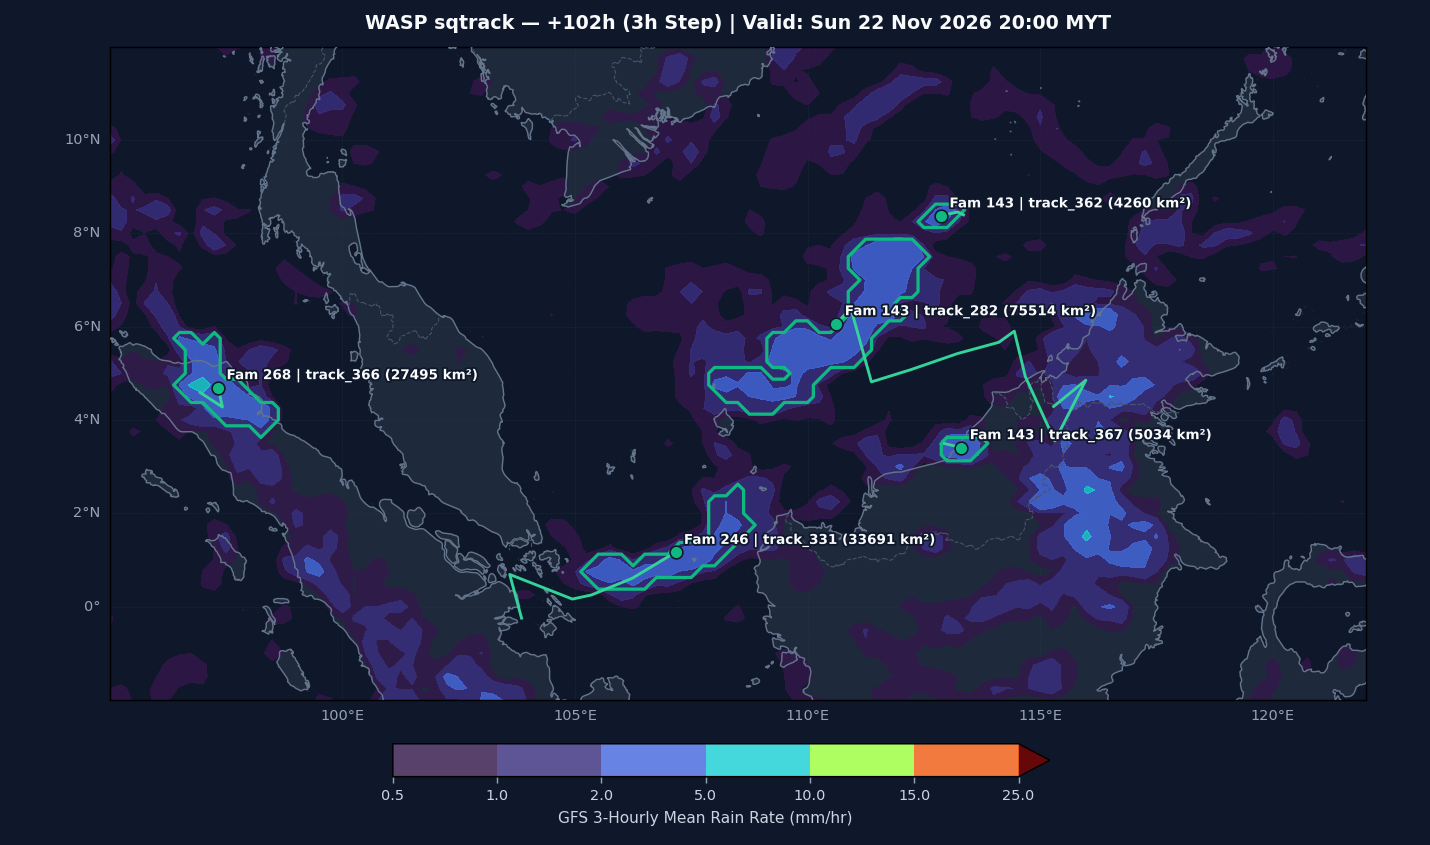 WASP sqtrack — +102h (3h Step) | Valid: Sun 22 Nov 2026 20:00 MYT
10°N
8°N
6°N
4°N
2°N
0°
Fam 143 | track_362 (4260 km²)
Fam 143 | track_282 (75514 km²)
Fam 268 | track_366 (27495 km²)
Fam 143 | track_367 (5034 km²)
Fam 246 | track_331 (33691 km²)
100°E
105°E
110°E
115°E
120°E
0.5
1.0
2.0
5.0
10.0
15.0
25.0
GFS 3-Hourly Mean Rain Rate (mm/hr)